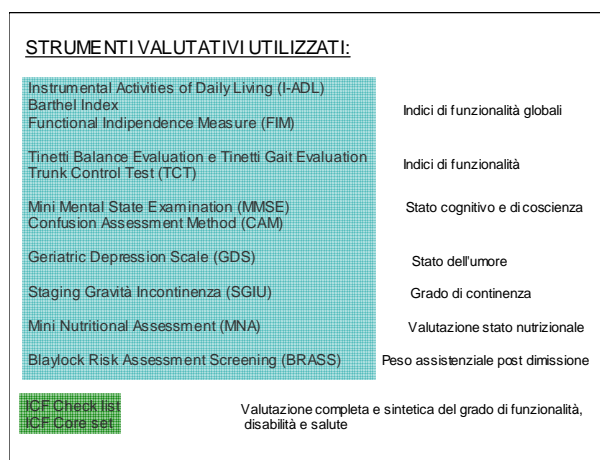 STRUMENTI VALUTATIVI UTILIZZATI:
Instrumental Activities of Daily Living (I-ADL)
Barthel Index
Functional Indipendence Measure (FIM)
Indici di funzionalità globali
Tinetti Balance Evaluation e Tinetti Gait Evaluation
Trunk Control Test (TCT)
Indici di funzionalità
Mini Mental State Examination (MMSE)
Confusion Assessment Method (CAM)
Stato cognitivo e di coscienza
Geriatric Depression Scale (GDS)
Stato dell'umore
Staging Gravità Incontinenza (SGIU)
Grado di continenza
Mini Nutritional Assessment (MNA)
Valutazione stato nutrizionale
Blaylock Risk Assessment Screening (BRASS)
Peso assistenziale post dimissione
ICF Check list
ICF Core set
Valutazione completa e sintetica del grado di funzionalità,
disabilità e salute